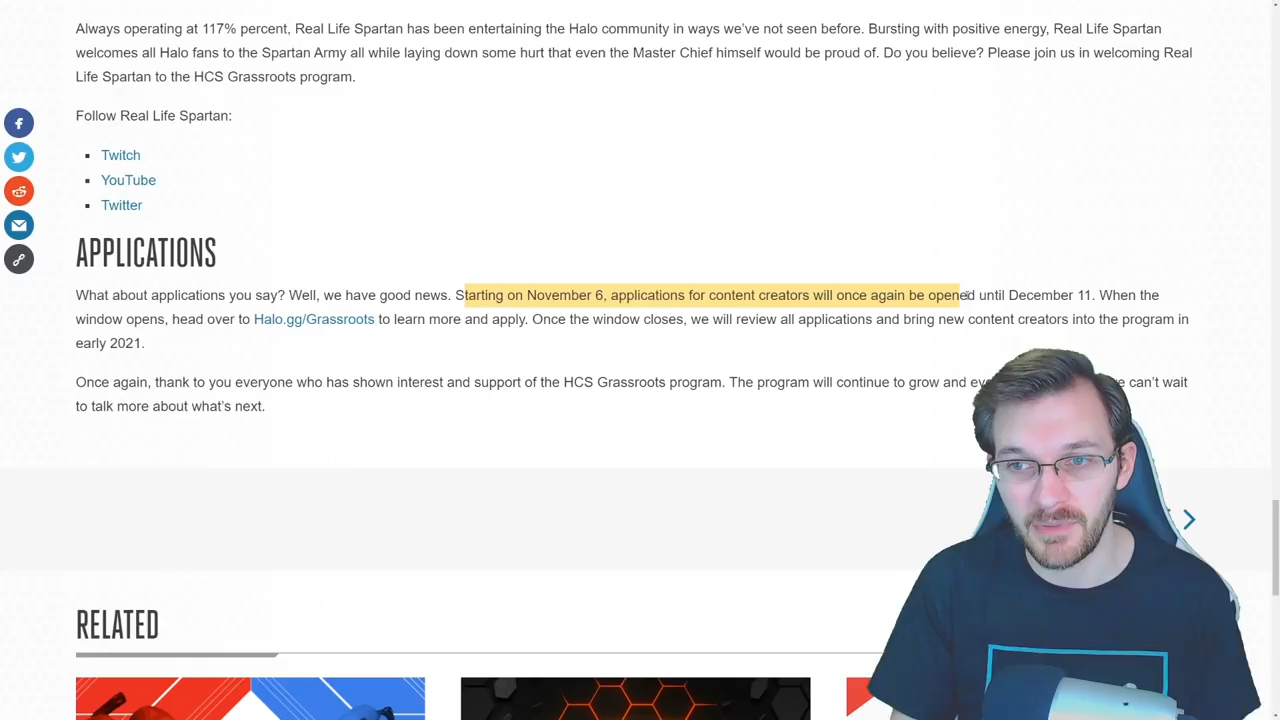 Always operating at 117% percent, Real Life Spartan has been entertaining the Halo community in ways we’ve not seen before. Bursting with positive energy, Real Life Spartan
welcomes all Halo fans to the Spartan Army all while laying down some hurt that even the Master Chief himself would be proud of. Do you believe? Please join us in welcoming Real
Life Spartan to the HCS Grassroots program.
Follow Real Life Spartan:
Twitch
YouTube
Twitter
APPLICATIONS
What about applications you say? Well, we have good news. Starting on November 6, applications for content creators will once again be opened until December 11. When the
window opens, head over to Halo.gg/Grassroots to learn more and apply. Once the window closes, we will review all applications and bring new content creators into the program in
early 2021.
Once again, thank to you everyone who has shown interest and support of the HCS Grassroots program. The program will continue to grow and can’t wait
to talk more about what’s next.
RELATED